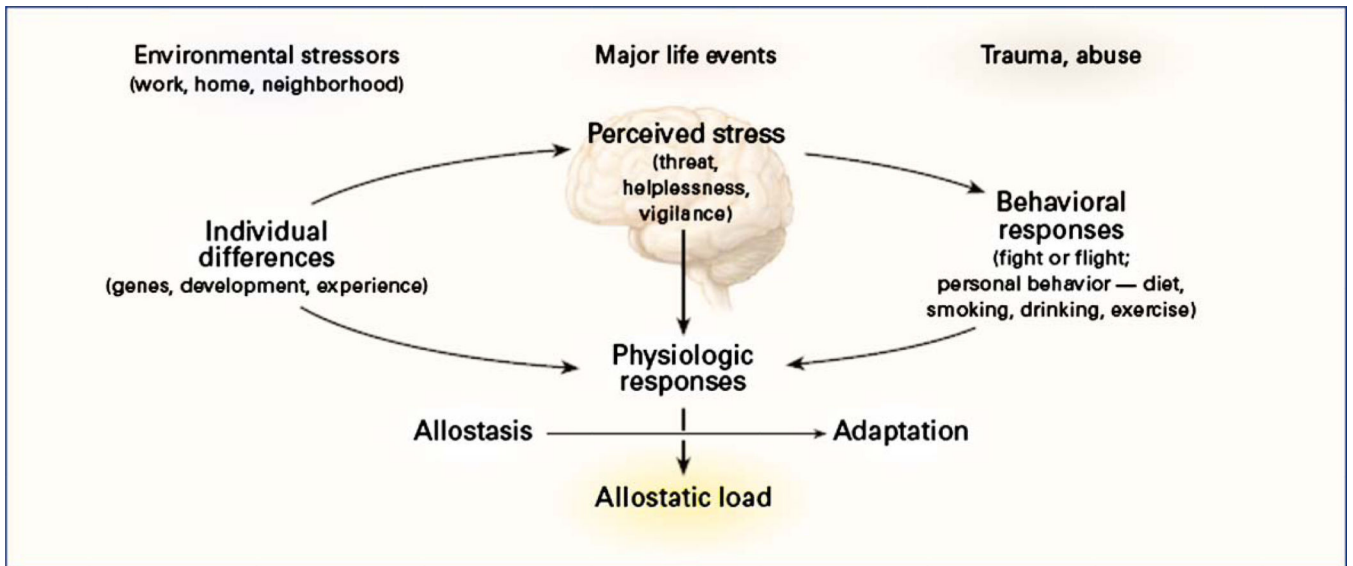 Environmental stressors
(work, home, neighborhood)
Major life events
Trauma, abuse
Perceived stress
(threat,
helplessness,
vigilance)
Individual
differences
(genes, development, experience)
Behavioral
responses
(fight or flight;
personal behavior — diet,
smoking, drinking, exercise)
Physiologic
responses
Allostasis
Adaptation
Allostatic load